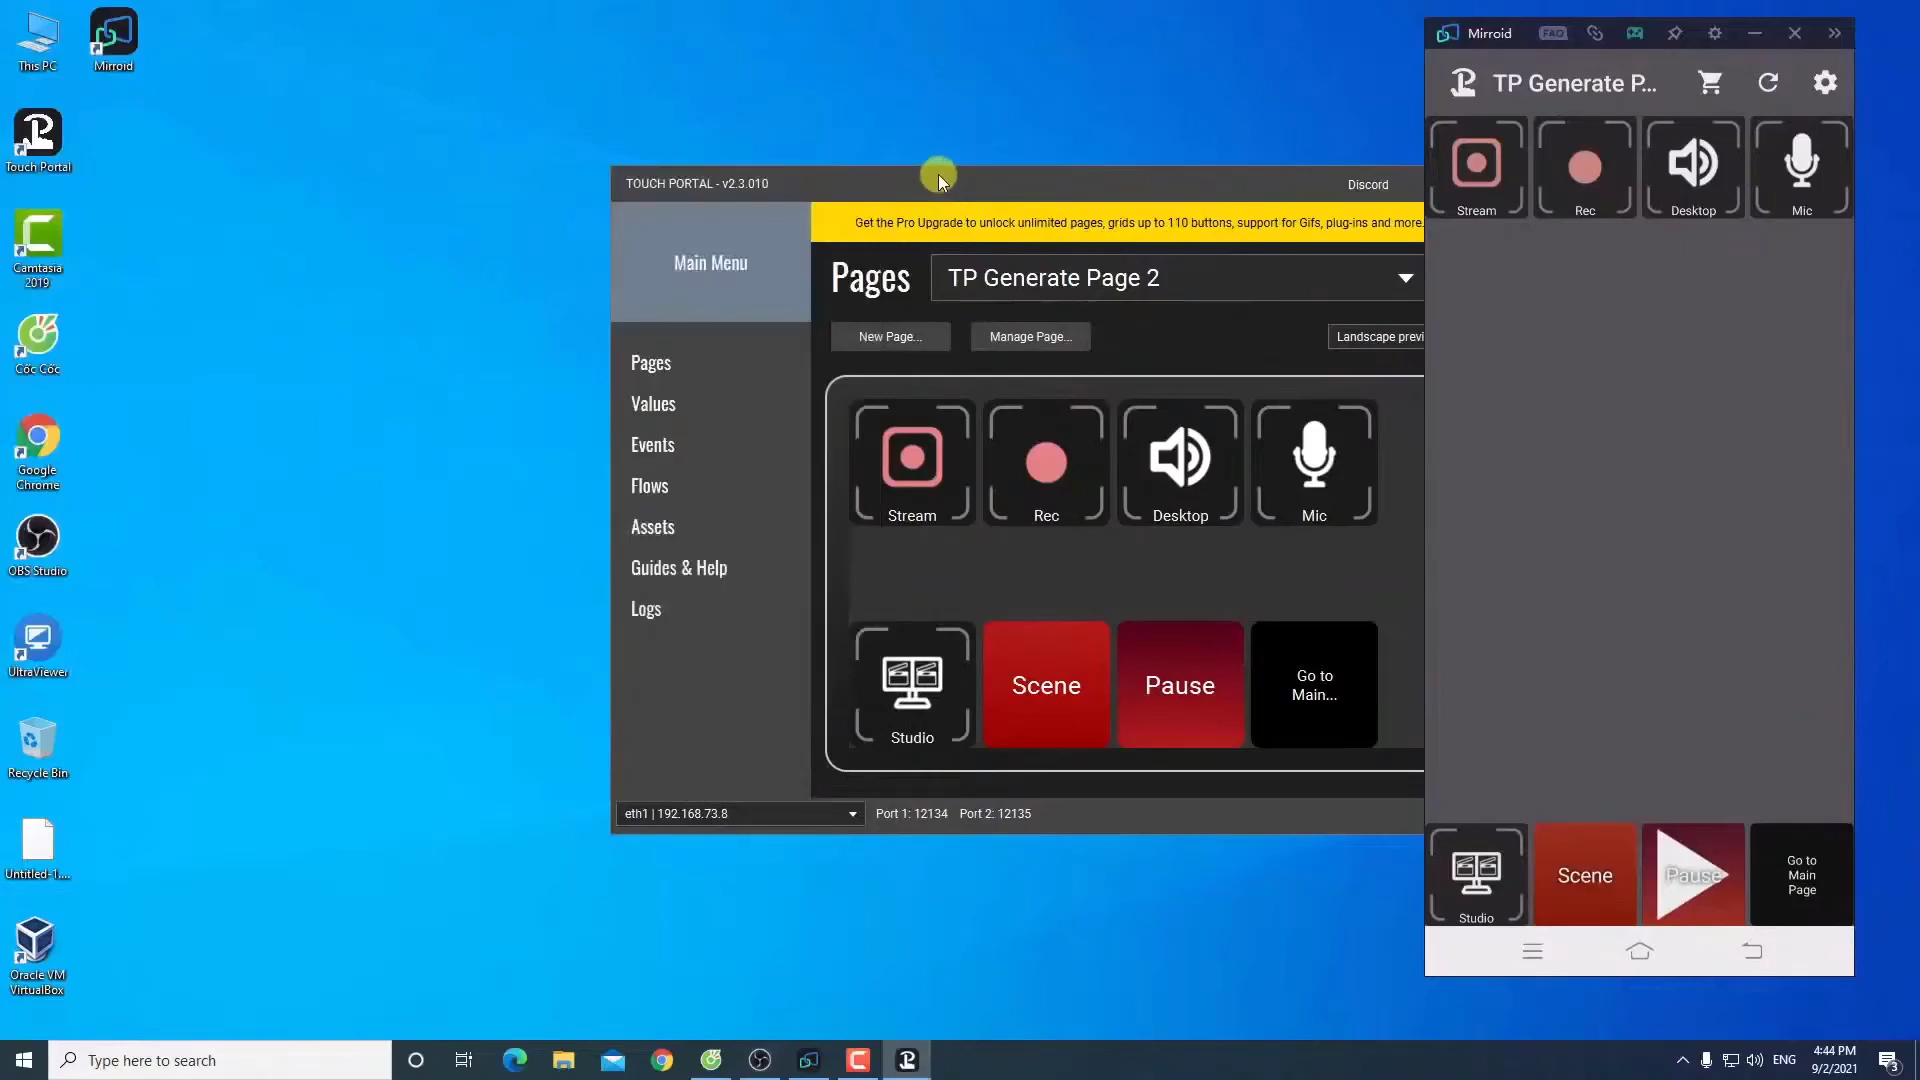 This PC
Mirroid
Touch Portal
Camtasia
2019
Cốc Cốc
Google
Chrome
OBS Studio
UltraViewer
Recycle Bin
Untitled-1....
Oracle VM
VirtualBox
TOUCH PORTAL - v2.3.010
Discord
Main Menu
Get the Pro Upgrade to unlock unlimited pages, grids up to 110 buttons, support for Gifs, plug-ins and more.
Pages
TP Generate Page 2
New Page...
Manage Page...
Landscape previ
Pages
Values
Events
Flows
Assets
Guides & Help
Logs
Stream
Rec
Desktop
Mic
Studio
Scene
Pause
Go to
Main...
eth1 | 192.168.73.8
Port 1: 12134
Port 2: 12135
Mirroid
FAQ
TP Generate P...
Stream
Rec
Desktop
Mic
Studio
Scene
Pause
Go to
Main
Page
Type here to search
ENG
4:44 PM
9/2/2021
3